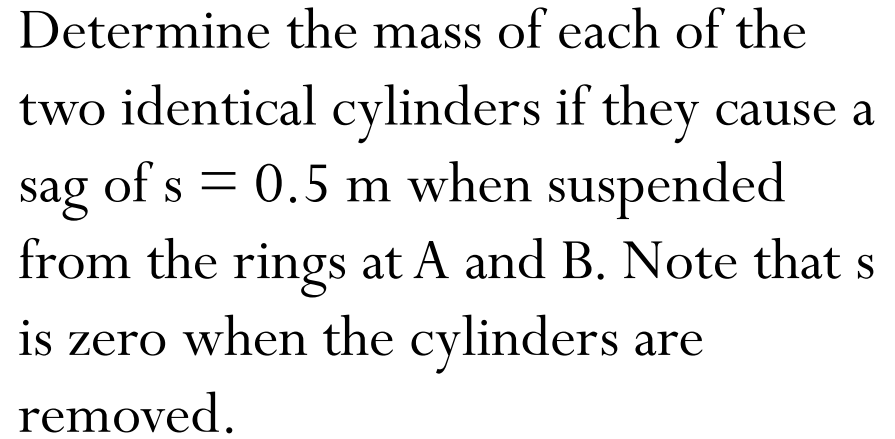 Determine the mass of each of the
two identical cylinders if they cause a
sag of s = 0.5 m when suspended
from the rings at A and B. Note that s
is zero when the cylinders are
removed.